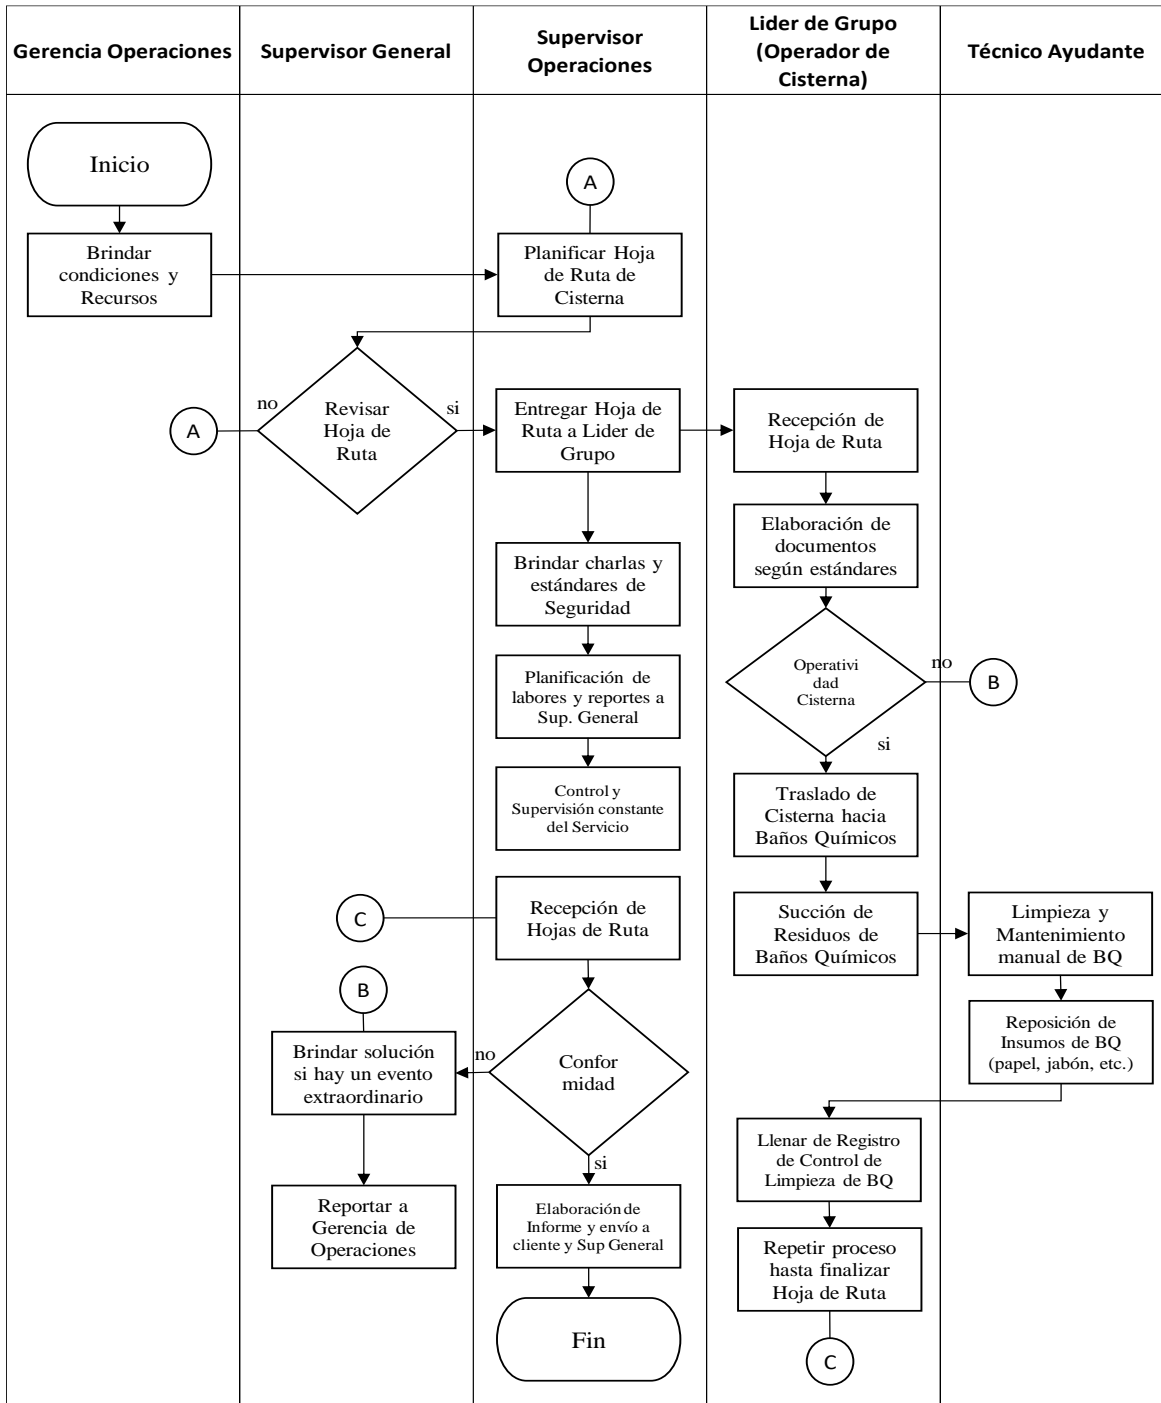 Gerencia Operaciones
Supervisor General
Supervisor
Operaciones
Lider de Grupo
(Operador de
Cisterna)
Técnico Ayudante
Inicio
A
Brindar
condiciones y
Recursos
Planificar Hoja
de Ruta de
Cisterna
A
no
Revisar
Hoja de
Ruta
si
Entregar Hoja de
Ruta a Lider de
Grupo
Recepción de
Hoja de Ruta
Brindar charlas y
estándares de
Seguridad
Elaboración de
documentos
según estándares
Planificación de
labores y reportes a
Sup. General
Operativi
dad
Cisterna
no
B
si
Control y
Supervisión constante
del Servicio
Traslado de
Cisterna hacia
Baños Químicos
C
Recepción de
Hojas de Ruta
Succión de
Residuos de
Baños Químicos
Limpieza y
Mantenimiento
manual de BQ
B
Brindar solución
si hay un evento
extraordinario
no
Confor
midad
si
Reposición de
Insumos de BQ
(papel, jabón, etc.)
Llenar de Registro
de Control de
Limpieza de BQ
Reportar a
Gerencia de
Operaciones
Elaboración de
Informe y envío a
cliente y Sup General
Repetir proceso
hasta finalizar
Hoja de Ruta
Fin
C